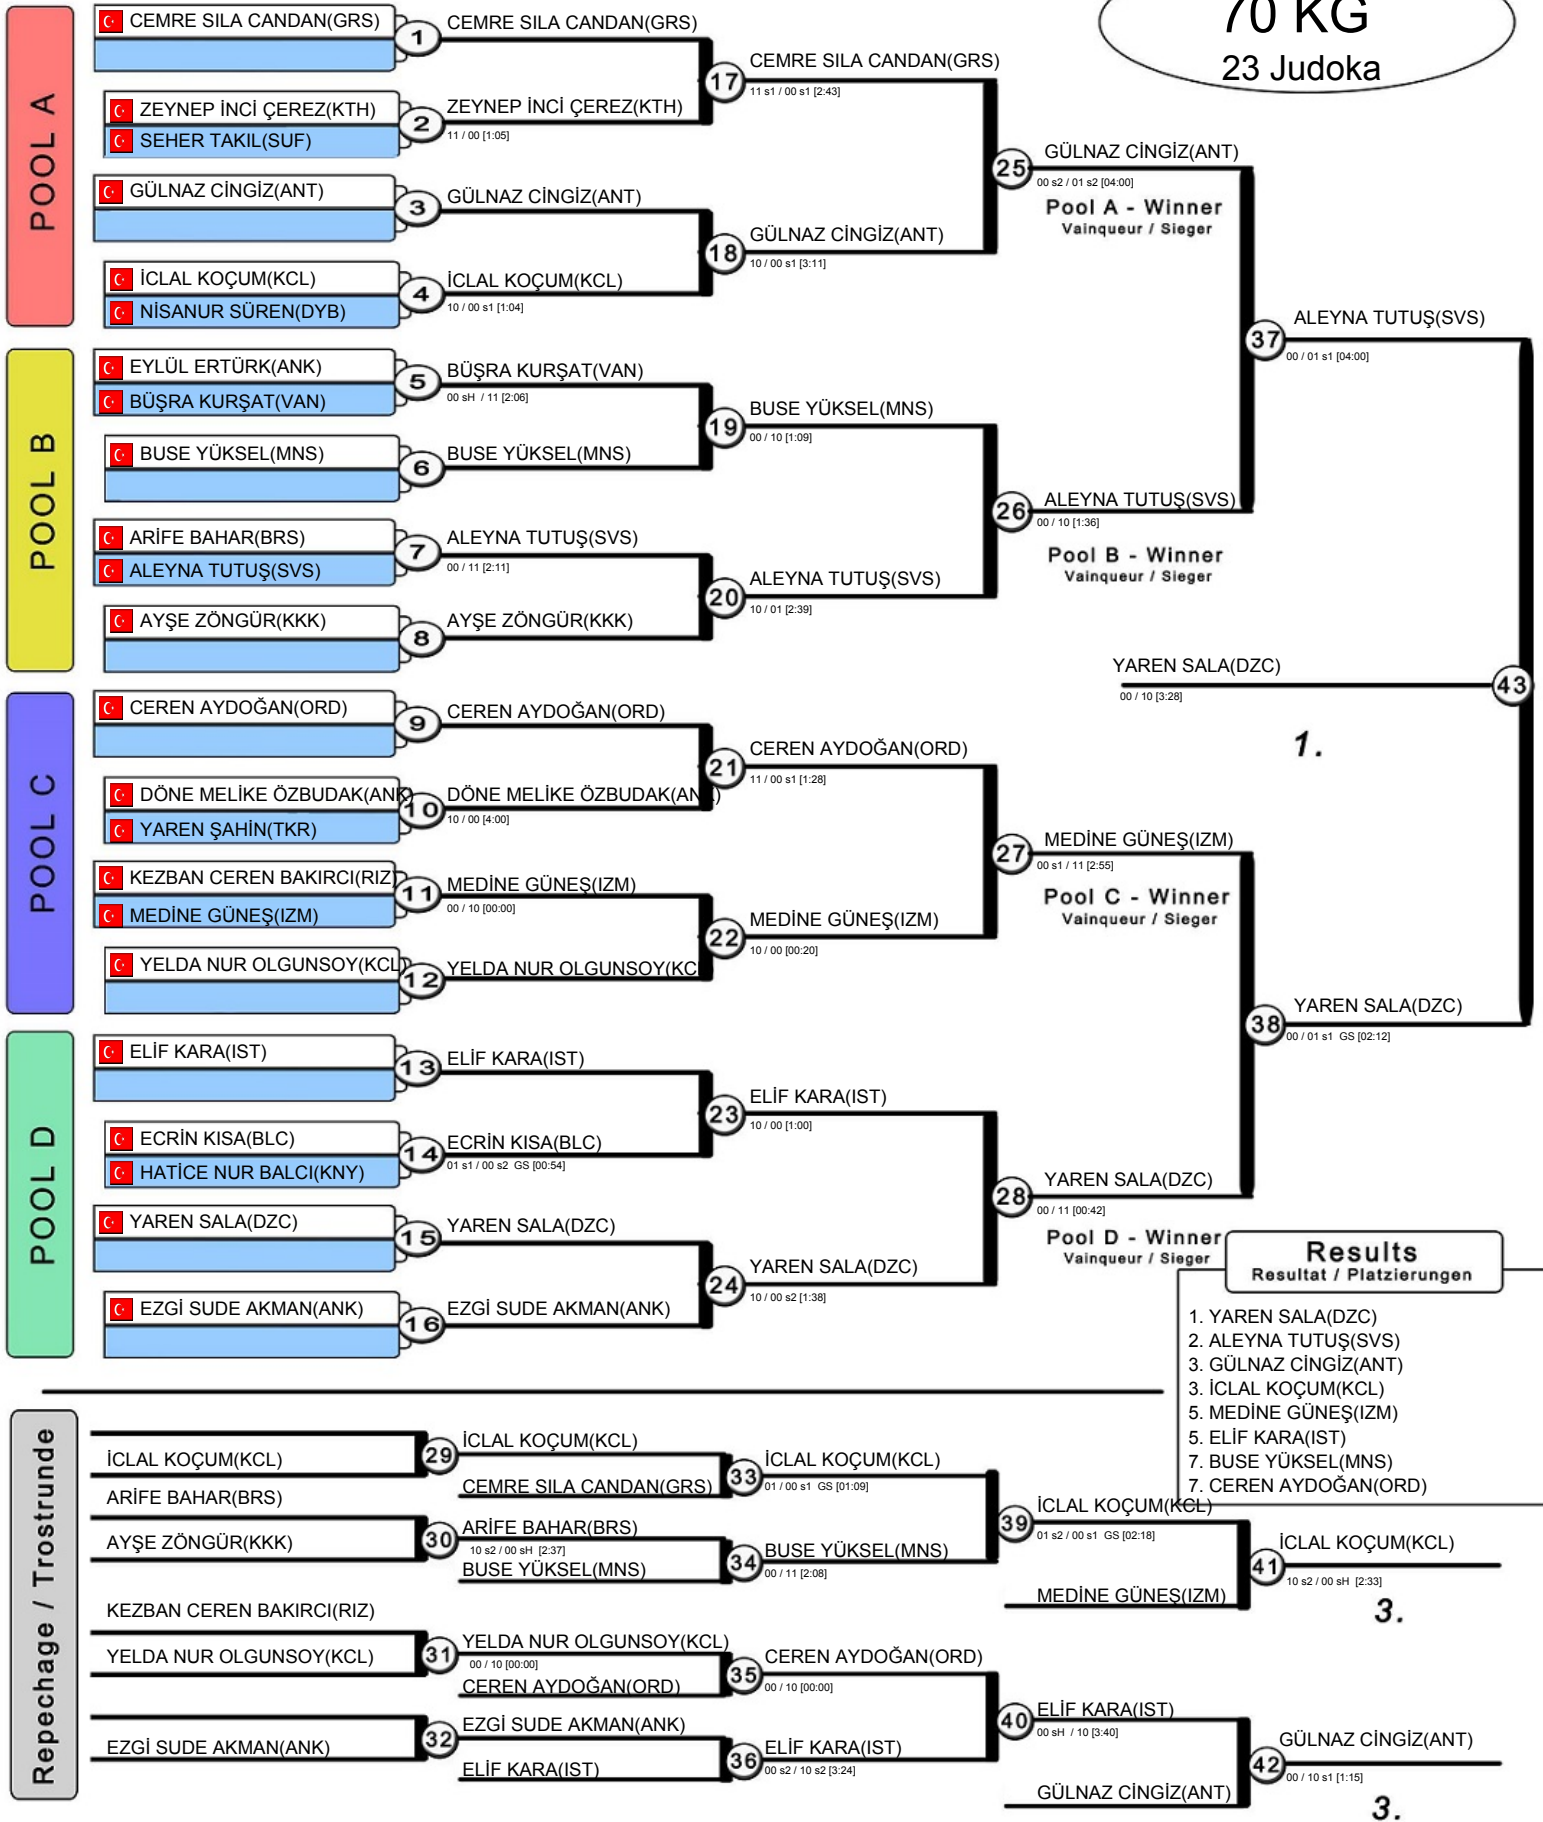 70 KG
23 Judoka
POOL A
CEMRE SILA CANDAN(GRS)
1
CEMRE SILA CANDAN(GRS)
ZEYNEP İNCİ ÇEREZ(KTH)
SEHER TAKIL(SUF)
2
ZEYNEP İNCİ ÇEREZ(KTH)
11 / 00 [1:05]
17
CEMRE SILA CANDAN(GRS)
11 s1 / 00 s1 [2:43]
GÜLNAZ CİNGİZ(ANT)
3
GÜLNAZ CİNGİZ(ANT)
İCLAL KOÇUM(KCL)
NİSANUR SÜREN(DYB)
4
İCLAL KOÇUM(KCL)
10 / 00 s1 [1:04]
18
GÜLNAZ CİNGİZ(ANT)
10 / 00 s1 [3:11]
25
GÜLNAZ CİNGİZ(ANT)
00 s2 / 01 s2 [04:00]
Pool A - Winner
Vainqueur / Sieger
POOL B
EYLÜL ERTÜRK(ANK)
BÜŞRA KURŞAT(VAN)
5
BÜŞRA KURŞAT(VAN)
00 sH / 11 [2:06]
BUSE YÜKSEL(MNS)
6
BUSE YÜKSEL(MNS)
19
BUSE YÜKSEL(MNS)
00 / 10 [1:09]
ARİFE BAHAR(BRS)
ALEYNA TUTUŞ(SVS)
7
ALEYNA TUTUŞ(SVS)
00 / 11 [2:11]
AYŞE ZÖNGÜR(KKK)
8
AYŞE ZÖNGÜR(KKK)
20
ALEYNA TUTUŞ(SVS)
10 / 01 [2:39]
26
ALEYNA TUTUŞ(SVS)
00 / 10 [1:36]
Pool B - Winner
Vainqueur / Sieger
37
ALEYNA TUTUŞ(SVS)
00 / 01 s1 [04:00]
YAREN SALA(DZC)
00 / 10 [3:28]
43
1.
POOL C
CEREN AYDOĞAN(ORD)
9
CEREN AYDOĞAN(ORD)
DÖNE MELİKE ÖZBUDAK(ANK)
YAREN ŞAHİN(TKR)
10
DÖNE MELİKE ÖZBUDAK(ANK)
10 / 00 [4:00]
21
CEREN AYDOĞAN(ORD)
11 / 00 s1 [1:28]
KEZBAN CEREN BAKIRCI(RIZ)
MEDİNE GÜNEŞ(IZM)
11
MEDİNE GÜNEŞ(IZM)
00 / 10 [00:00]
YELDA NUR OLGUNSOY(KCL)
12
YELDA NUR OLGUNSOY(KC
22
MEDİNE GÜNEŞ(IZM)
10 / 00 [00:20]
27
MEDİNE GÜNEŞ(IZM)
00 s1 / 11 [2:55]
Pool C - Winner
Vainqueur / Sieger
POOL D
ELİF KARA(IST)
13
ELİF KARA(IST)
ECRİN KISA(BLC)
HATİCE NUR BALCI(KNY)
14
ECRİN KISA(BLC)
01 s1 / 00 s2 GS [00:54]
23
ELİF KARA(IST)
10 / 00 [1:00]
YAREN SALA(DZC)
15
YAREN SALA(DZC)
EZGİ SUDE AKMAN(ANK)
16
EZGİ SUDE AKMAN(ANK)
24
YAREN SALA(DZC)
10 / 00 s2 [1:38]
28
YAREN SALA(DZC)
00 / 11 [00:42]
Pool D - Winner
Vainqueur / Sieger
38
YAREN SALA(DZC)
00 / 01 s1 GS [02:12]
Results
Resultat / Platzierungen
1. YAREN SALA(DZC)
2. ALEYNA TUTUŞ(SVS)
3. GÜLNAZ CİNGİZ(ANT)
3. İCLAL KOÇUM(KCL)
5. MEDİNE GÜNEŞ(IZM)
5. ELİF KARA(IST)
7. BUSE YÜKSEL(MNS)
7. CEREN AYDOĞAN(ORD)
Repechage / Trostrunde
İCLAL KOÇUM(KCL)
29
İCLAL KOÇUM(KCL)
CEMRE SILA CANDAN(GRS)
33
İCLAL KOÇUM(KCL)
01 / 00 s1 GS [01:09]
ARİFE BAHAR(BRS)
AYŞE ZÖNGÜR(KKK)
30
ARİFE BAHAR(BRS)
10 s2 / 00 sH [2:37]
BUSE YÜKSEL(MNS)
34
BUSE YÜKSEL(MNS)
00 / 11 [2:08]
39
İCLAL KOÇUM(KCL)
01 s2 / 00 s1 GS [02:18]
MEDİNE GÜNEŞ(IZM)
41
İCLAL KOÇUM(KCL)
10 s2 / 00 sH [2:33]
3.
KEZBAN CEREN BAKIRCI(RIZ)
YELDA NUR OLGUNSOY(KCL)
31
YELDA NUR OLGUNSOY(KCL)
00 / 10 [00:00]
CEREN AYDOĞAN(ORD)
35
CEREN AYDOĞAN(ORD)
00 / 10 [00:00]
EZGİ SUDE AKMAN(ANK)
32
EZGİ SUDE AKMAN(ANK)
ELİF KARA(IST)
36
ELİF KARA(IST)
00 s2 / 10 s2 [3:24]
40
ELİF KARA(IST)
00 sH / 10 [3:40]
GÜLNAZ CİNGİZ(ANT)
42
GÜLNAZ CİNGİZ(ANT)
00 / 10 s1 [1:15]
3.